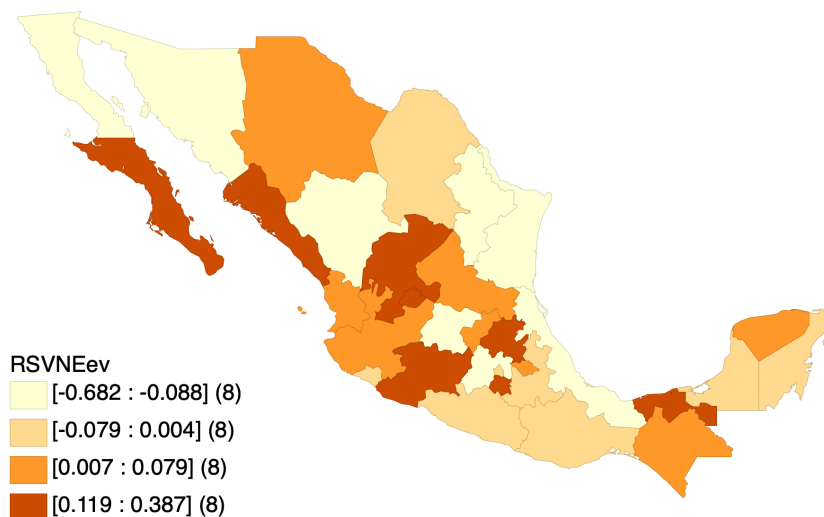 RSVNEev
[-0.682 : -0.088] (8)
[-0.079 : 0.004] (8)
[0.007 : 0.079] (8)
[0.119 : 0.387] (8)